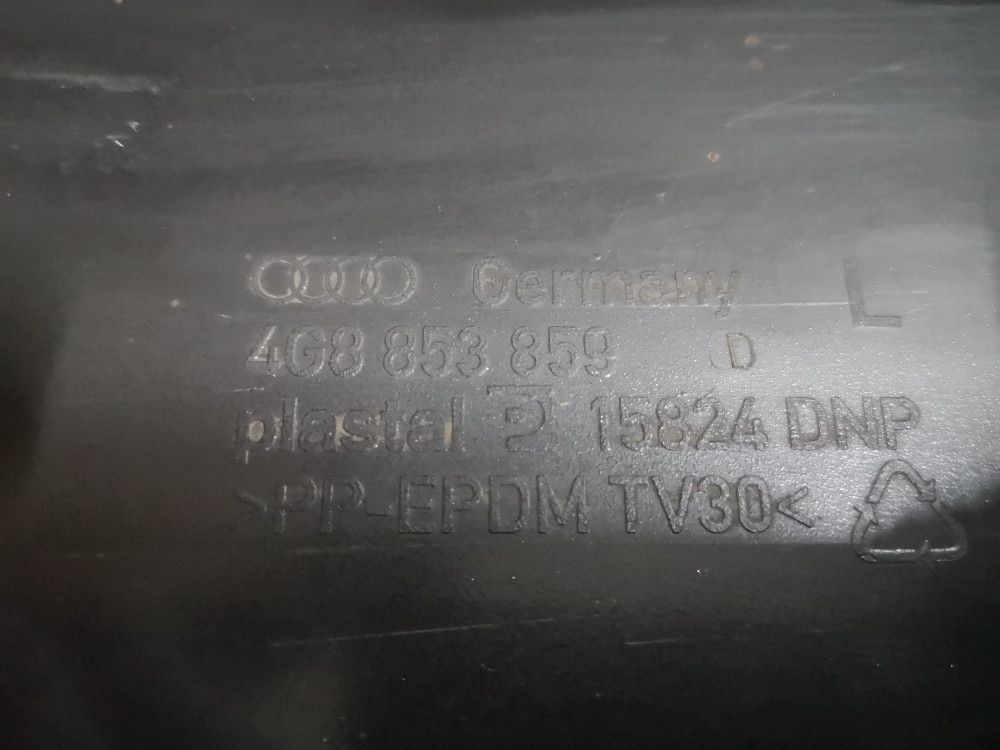 Germany L
4G8 853 859 D
plastal P 15824 DNP
>PP-EPDM TV30<